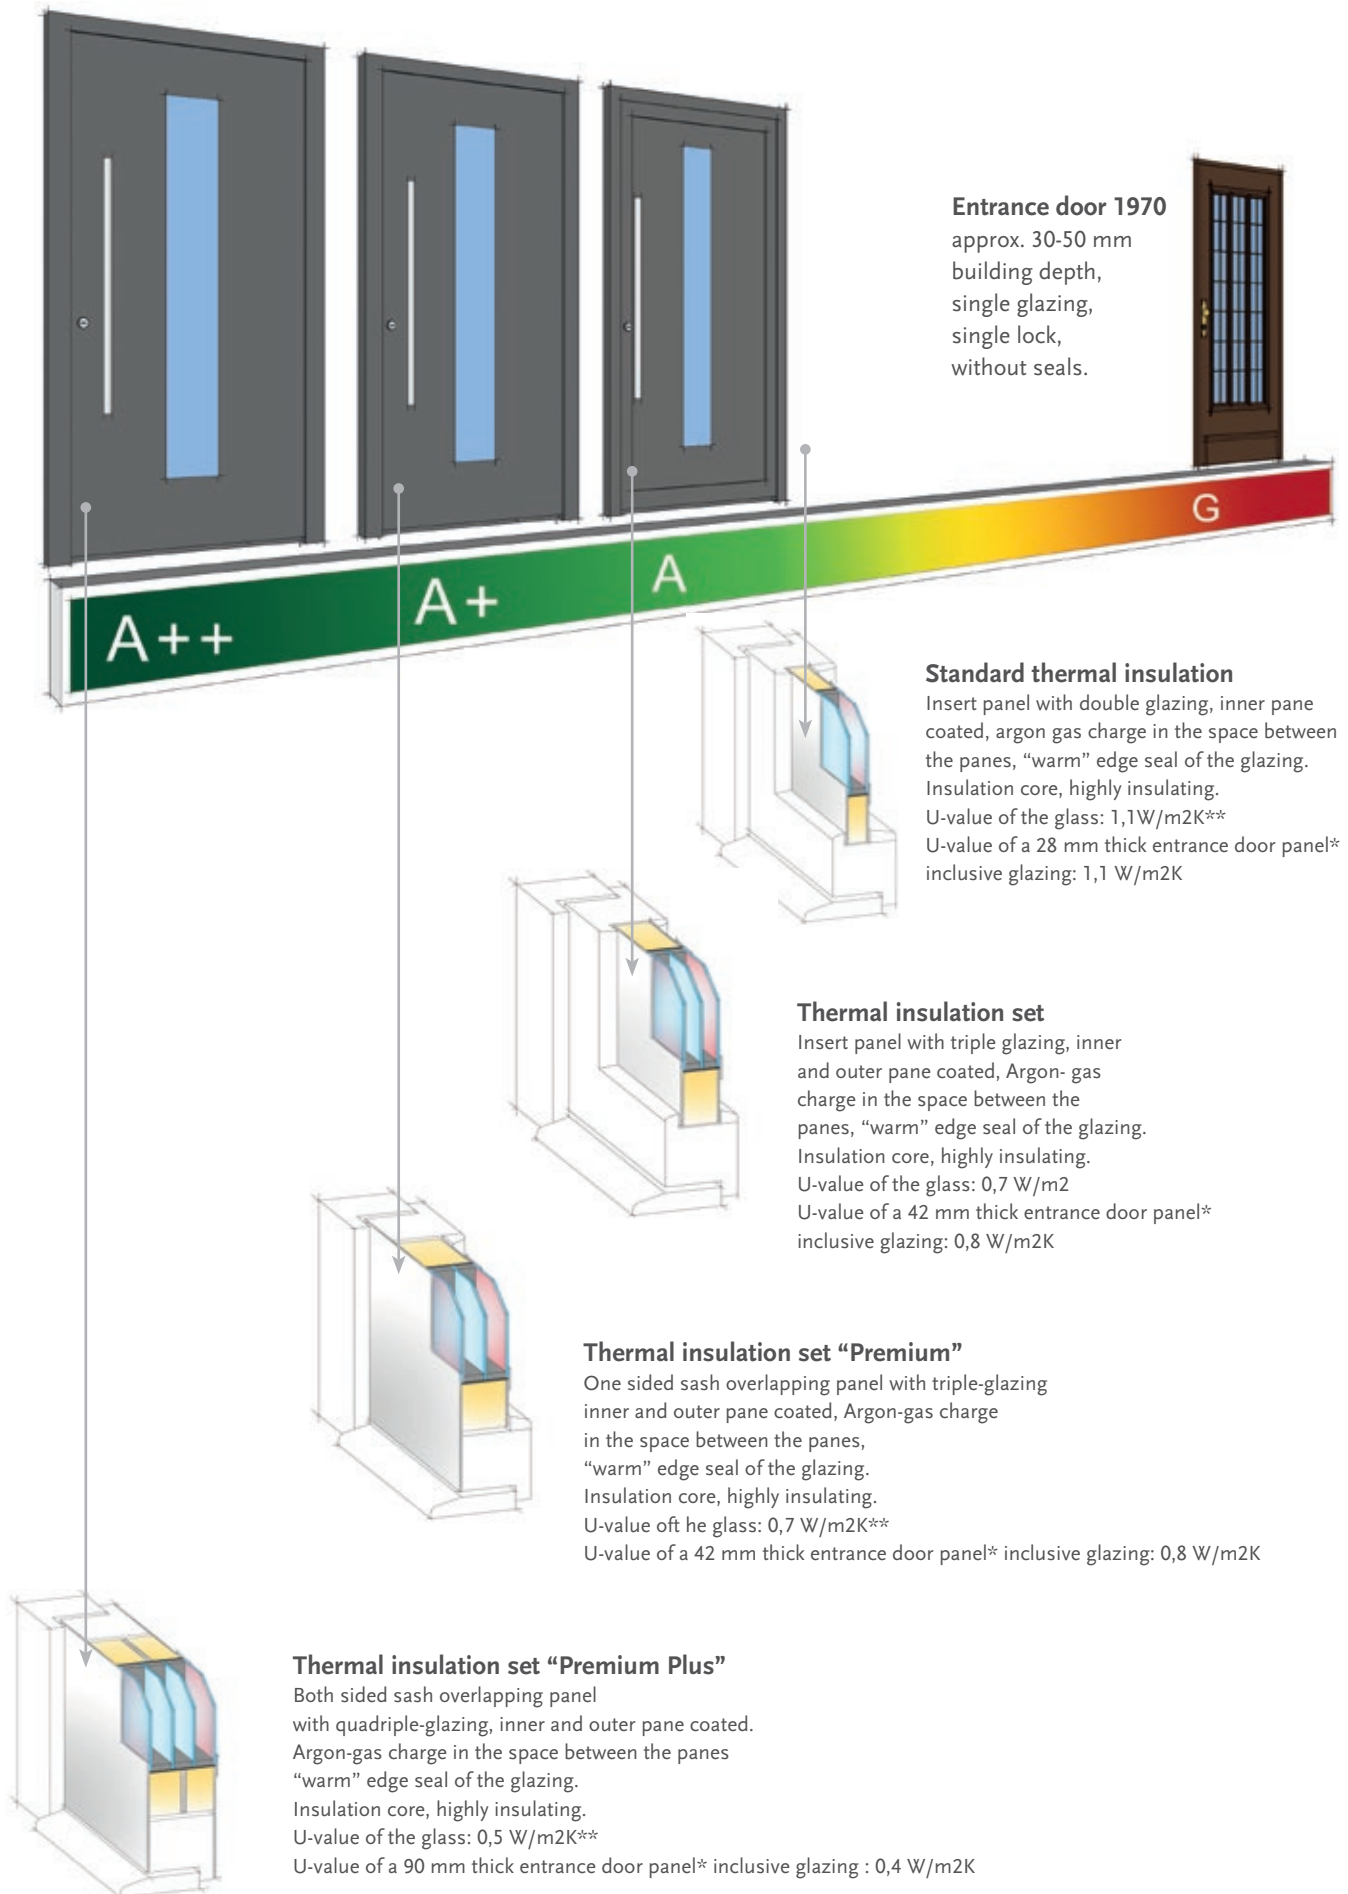 Entrance door 1970
approx. 30-50 mm
building depth,
single glazing,
single lock,
without seals.
G
A
A+
A++
Standard thermal insulation
Insert panel with double glazing, inner pane
coated, argon gas charge in the space between
the panes, “warm” edge seal of the glazing.
Insulation core, highly insulating.
U-value of the glass: 1,1W/m2K**
U-value of a 28 mm thick entrance door panel*
inclusive glazing: 1,1 W/m2K
Thermal insulation set
Insert panel with triple glazing, inner
and outer pane coated, Argon- gas
charge in the space between the
panes, “warm” edge seal of the glazing.
Insulation core, highly insulating.
U-value of the glass: 0,7 W/m2
U-value of a 42 mm thick entrance door panel*
inclusive glazing: 0,8 W/m2K
Thermal insulation set “Premium”
One sided sash overlapping panel with triple-glazing
inner and outer pane coated, Argon-gas charge
in the space between the panes,
“warm” edge seal of the glazing.
Insulation core, highly insulating.
U-value oft he glass: 0,7 W/m2K**
U-value of a 42 mm thick entrance door panel* inclusive glazing: 0,8 W/m2K
Thermal insulation set “Premium Plus”
Both sided sash overlapping panel
with quadriple-glazing, inner and outer pane coated.
Argon-gas charge in the space between the panes
“warm” edge seal of the glazing.
Insulation core, highly insulating.
U-value of the glass: 0,5 W/m2K**
U-value of a 90 mm thick entrance door panel* inclusive glazing : 0,4 W/m2K